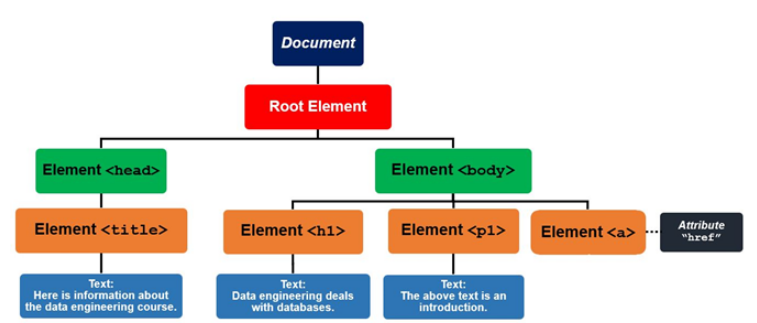 Document
Root Element
Element <head>
Element <body>
Element <title>
Element <h1>
Element <p1>
Element <a>
Attribute
"href"
Text:
Here is information about
the data engineering course.
Text:
Data engineering deals
with databases.
Text:
The above text is an
introduction.